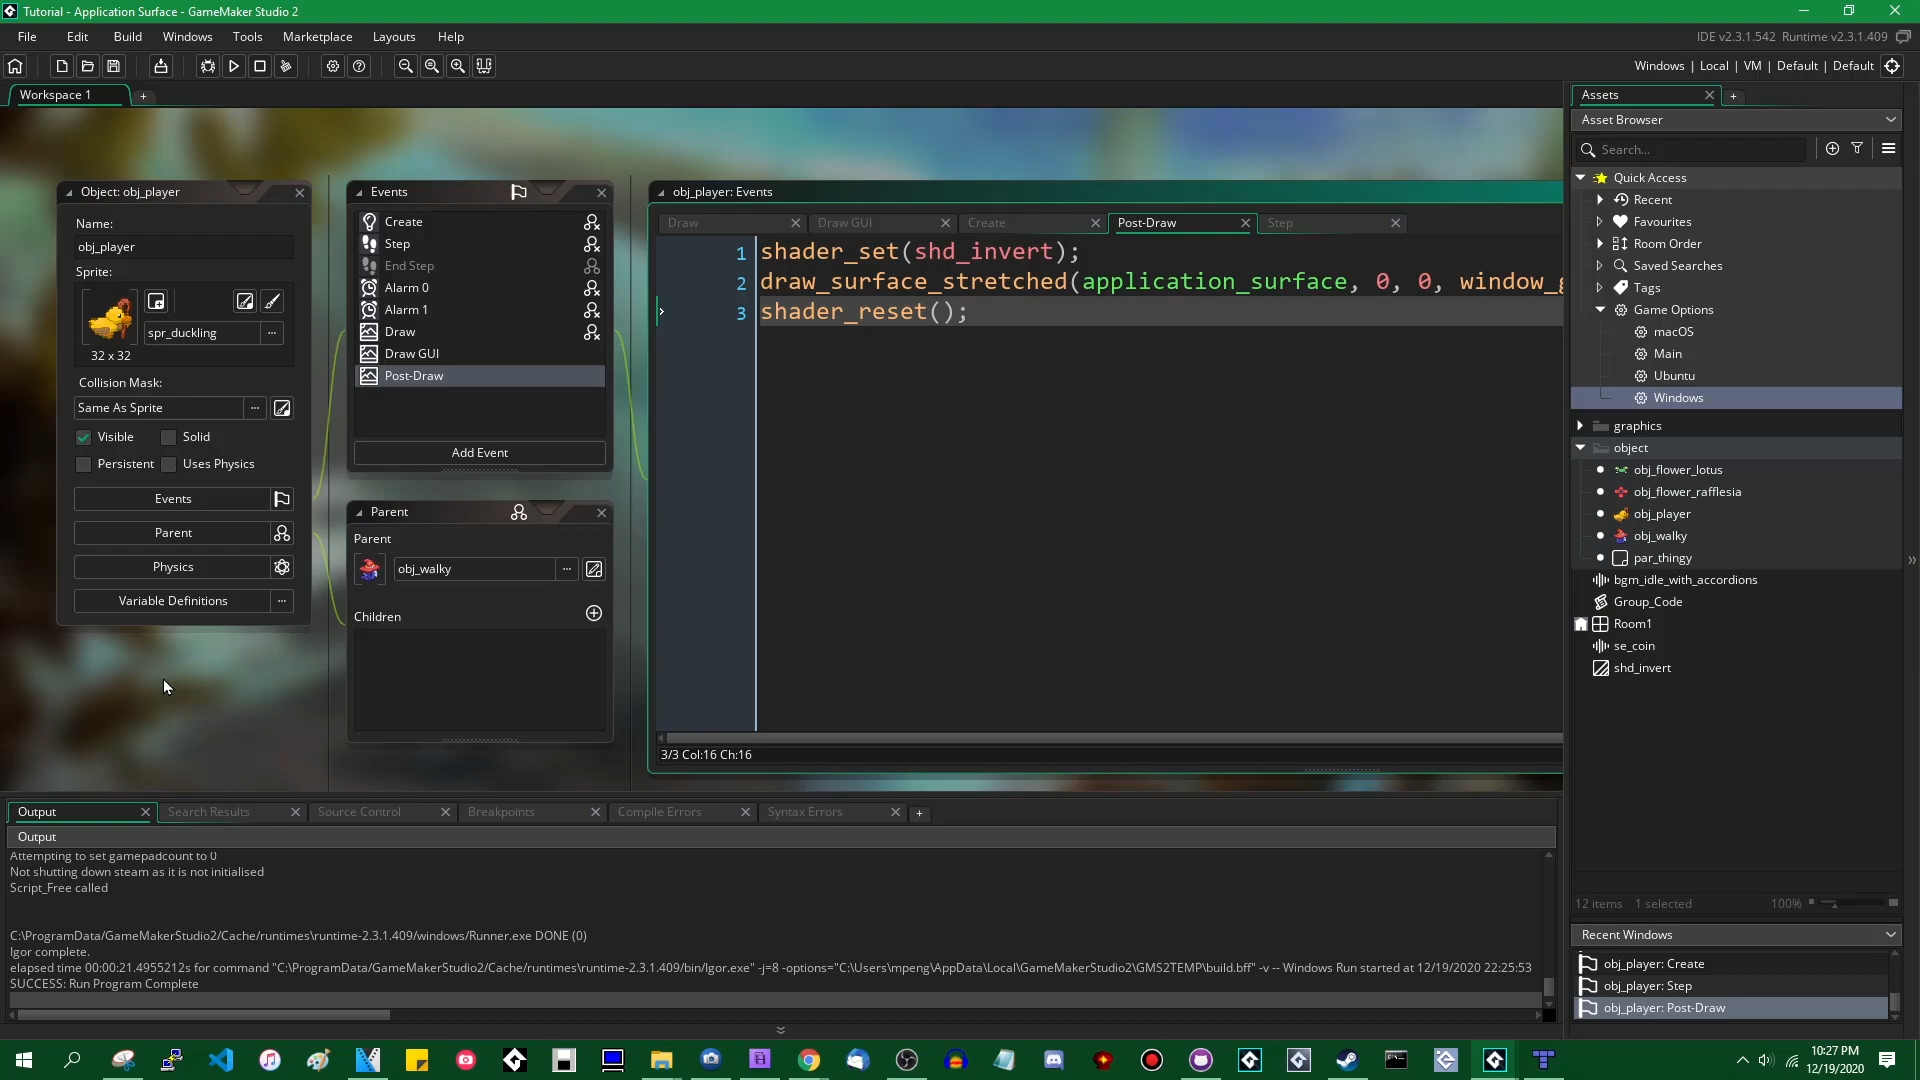 Tutorial - Application Surface - GameMaker Studio 2
File Edit Build Windows Tools Marketplace Layouts Help
IDE v2.3.1.542 Runtime v2.3.1.409
Windows | Local | VM | Default | Default
Workspace 1
Object: obj_player
Name:
obj_player
Sprite:
spr_duckling
32 x 32
Collision Mask:
Same As Sprite
Visible Solid
Persistent Uses Physics
Events
Parent
Physics
Variable Definitions
Events
Create
Step
End Step
Alarm 0
Alarm 1
Draw
Draw GUI
Post-Draw
Add Event
Parent
Parent
obj_walky
Children
obj_player: Events
Draw Draw GUI Create Post-Draw Step
1 shader_set(shd_invert);
2 draw_surface_stretched(application_surface, 0, 0, window_g
3 shader_reset();
3/3 Col:16 Ch:16
Output Search Results Source Control Breakpoints Compile Errors Syntax Errors
Output
Attempting to set gamepadcount to 0
Not shutting down steam as it is not initialised
Script_Free called
C:\ProgramData/GameMakerStudio2/Cache/runtimes\runtime-2.3.1.409/windows/Runner.exe DONE (0)
Igor complete.
elapsed time 00:00:21.4955212s for command "C:\ProgramData/GameMakerStudio2/Cache/runtimes\runtime-2.3.1.409/bin/Igor.exe" -j=8 -options="C:\Users\mpeng\AppData\Local\GameMakerStudio2\GMS2TEMP\build.bff" -v -- Windows Run started at 12/19/2020 22:25:53
SUCCESS: Run Program Complete
Assets
Asset Browser
Search...
Quick Access
Recent
Favourites
Room Order
Saved Searches
Tags
Game Options
macOS
Main
Ubuntu
Windows
graphics
object
obj_flower_lotus
obj_flower_rafflesia
obj_player
obj_walky
par_thingy
bgm_idle_with_accordions
Group_Code
Room1
se_coin
shd_invert
12 items 1 selected 100%
Recent Windows
obj_player: Create
obj_player: Step
obj_player: Post-Draw
10:27 PM
12/19/2020